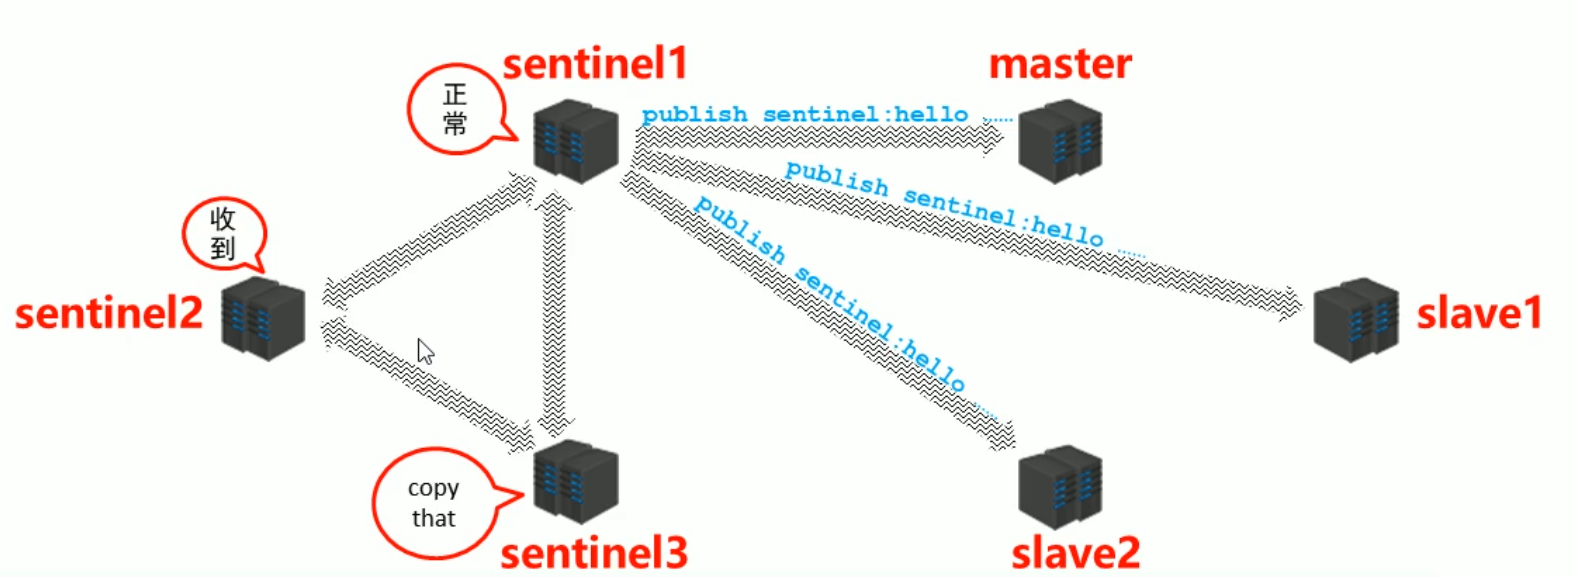 sentinel1
master
正
常
publish sentinel:hello ......
publish sentinel:hello ......
publish sentinel:hello ......
收
到
sentinel2
slave1
copy
that
sentinel3
slave2